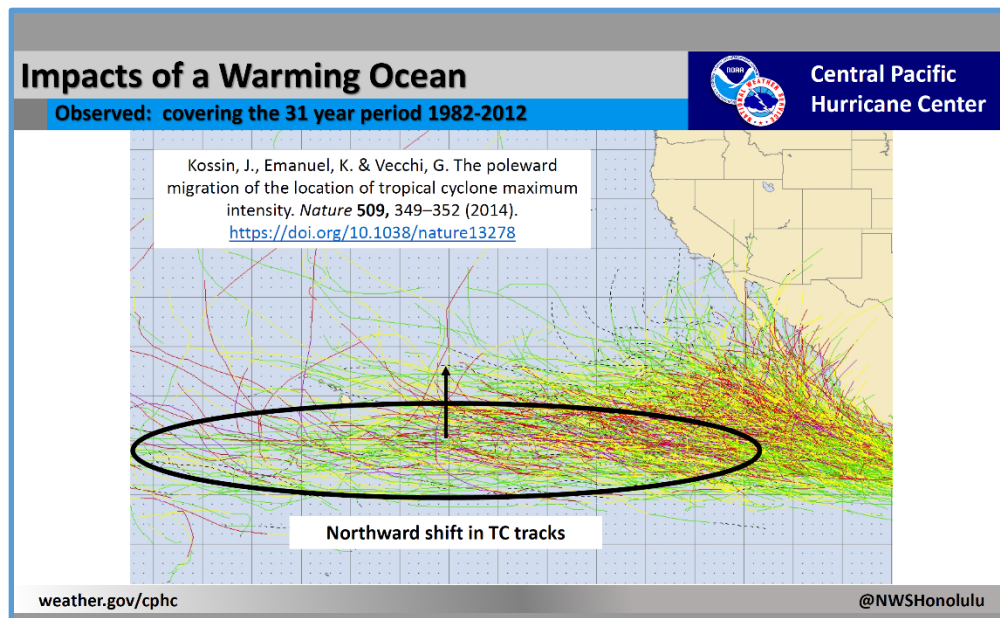 Impacts of a Warming Ocean
Observed:  covering the 31 year period 1982-2012
NOAA
Central Pacific
Hurricane Center
Kossin, J., Emanuel, K. & Vecchi, G. The poleward
migration of the location of tropical cyclone maximum
intensity. Nature 509, 349–352 (2014).
https://doi.org/10.1038/nature13278
Northward shift in TC tracks
weather.gov/cphc
@NWSHonolulu